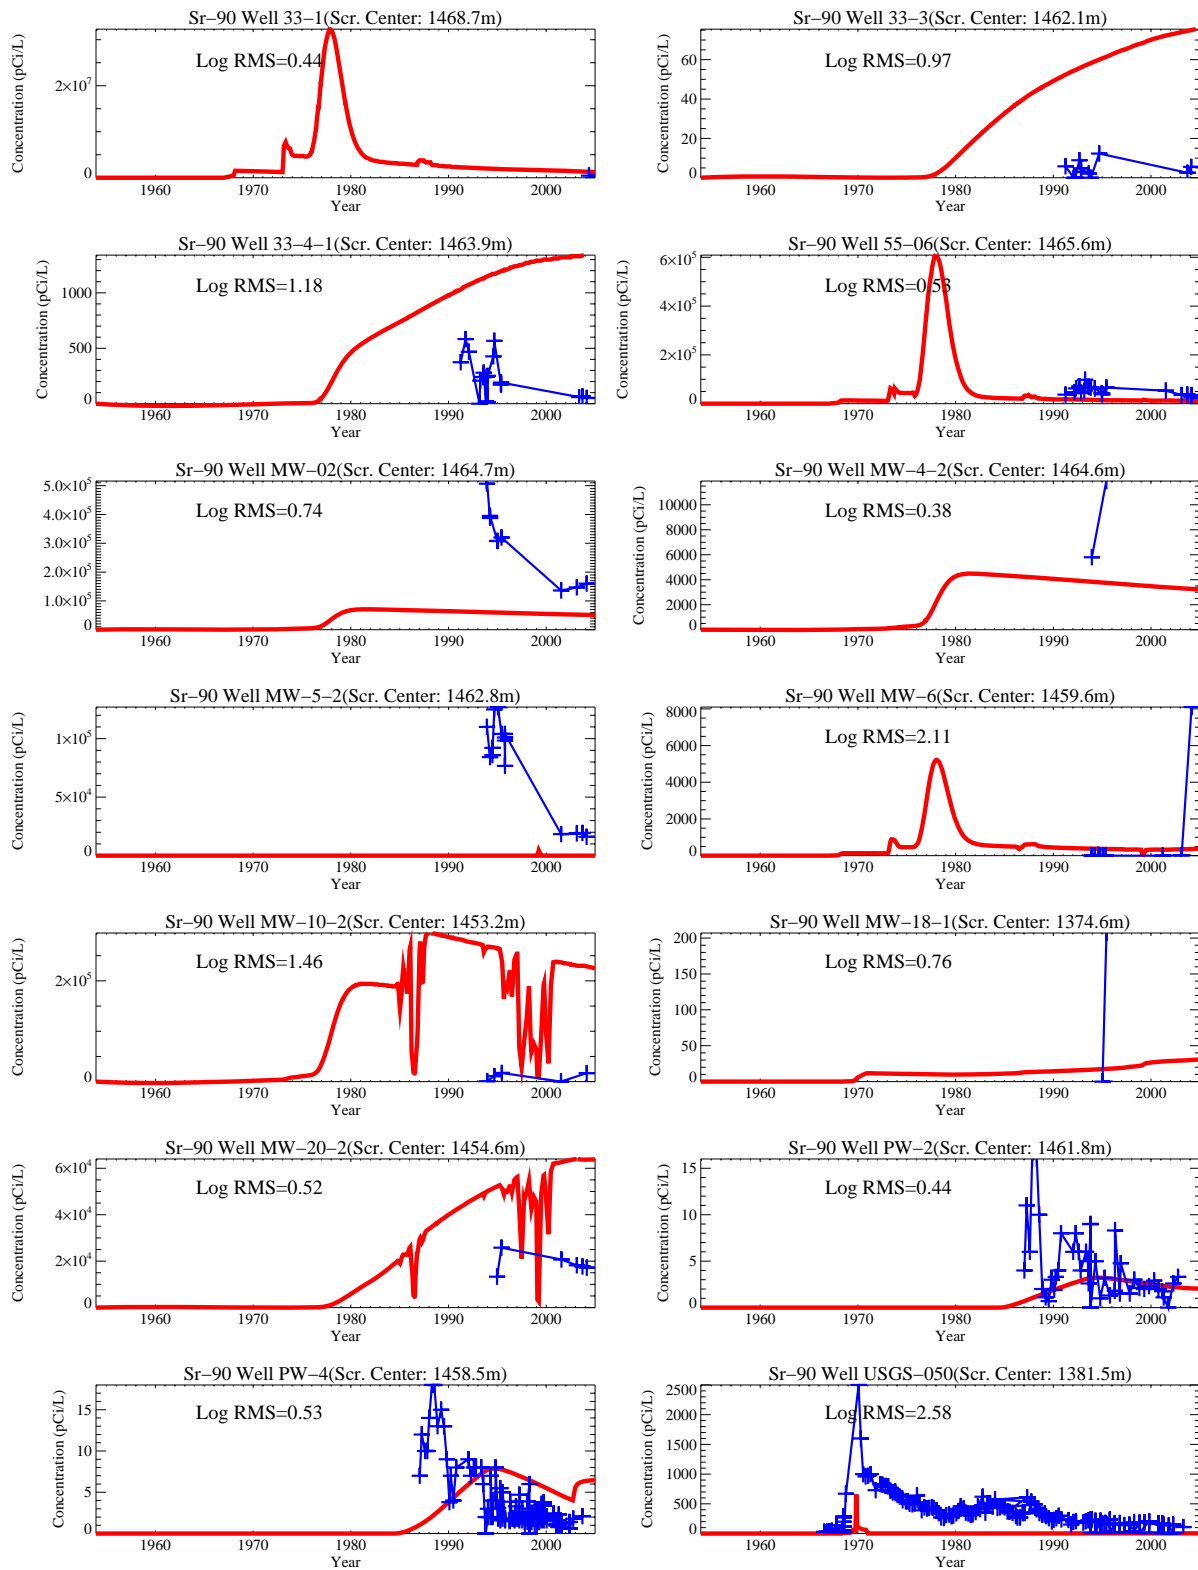 Sr-90 Well 33-1(Scr. Center: 1468.7m)
Log RMS=0.44
Concentration (pCi/L)
2×10^7
0
1960 1970 1980 1990 2000
Year
Sr-90 Well 33-3(Scr. Center: 1462.1m)
Log RMS=0.97
Concentration (pCi/L)
60
40
20
0
1960 1970 1980 1990 2000
Year
Sr-90 Well 33-4-1(Scr. Center: 1463.9m)
Log RMS=1.18
Concentration (pCi/L)
1000
500
0
1960 1970 1980 1990 2000
Year
Sr-90 Well 55-06(Scr. Center: 1465.6m)
Log RMS=0.53
Concentration (pCi/L)
6×10^5
4×10^5
2×10^5
0
1960 1970 1980 1990 2000
Year
Sr-90 Well MW-02(Scr. Center: 1464.7m)
Log RMS=0.74
Concentration (pCi/L)
5.0×10^5
4.0×10^5
3.0×10^5
2.0×10^5
1.0×10^5
0
1960 1970 1980 1990 2000
Year
Sr-90 Well MW-4-2(Scr. Center: 1464.6m)
Log RMS=0.38
Concentration (pCi/L)
10000
8000
6000
4000
2000
0
1960 1970 1980 1990 2000
Year
Sr-90 Well MW-5-2(Scr. Center: 1462.8m)
Concentration (pCi/L)
1×10^5
5×10^4
0
1960 1970 1980 1990 2000
Year
Sr-90 Well MW-6(Scr. Center: 1459.6m)
Log RMS=2.11
Concentration (pCi/L)
8000
6000
4000
2000
0
1960 1970 1980 1990 2000
Year
Sr-90 Well MW-10-2(Scr. Center: 1453.2m)
Log RMS=1.46
Concentration (pCi/L)
2×10^5
0
1960 1970 1980 1990 2000
Year
Sr-90 Well MW-18-1(Scr. Center: 1374.6m)
Log RMS=0.76
Concentration (pCi/L)
200
150
100
50
0
1960 1970 1980 1990 2000
Year
Sr-90 Well MW-20-2(Scr. Center: 1454.6m)
Log RMS=0.52
Concentration (pCi/L)
6×10^4
4×10^4
2×10^4
0
1960 1970 1980 1990 2000
Year
Sr-90 Well PW-2(Scr. Center: 1461.8m)
Log RMS=0.44
Concentration (pCi/L)
15
10
5
0
1960 1970 1980 1990 2000
Year
Sr-90 Well PW-4(Scr. Center: 1458.5m)
Log RMS=0.53
Concentration (pCi/L)
15
10
5
0
1960 1970 1980 1990 2000
Year
Sr-90 Well USGS-050(Scr. Center: 1381.5m)
Log RMS=2.58
Concentration (pCi/L)
2500
2000
1500
1000
500
0
1960 1970 1980 1990 2000
Year